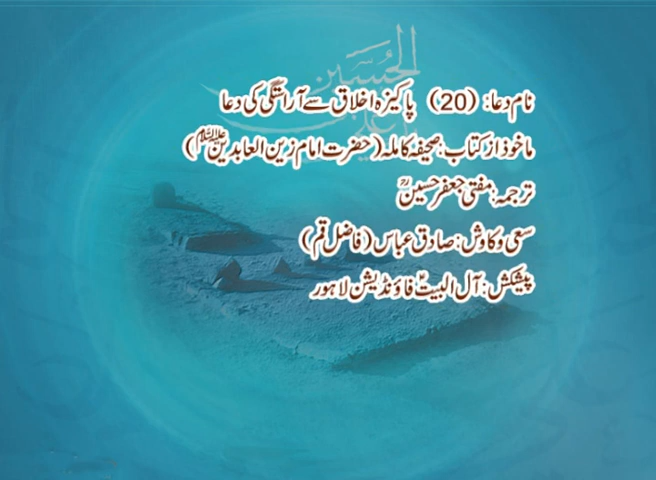 الحسین
نام دعا: (20) پاکیزہ اخلاق سے آراستگی کی دعا
ماخوذ از کتاب: صحیفہ کاملہ (حضرت امام زین العابدین علیہ السلام)
ترجمہ: مفتی جعفر حسینؒ
سعی و کاوش: صادق عباس (فاضل قم)
پیشکش: آل البیتؑ فاؤنڈیشن لاہور